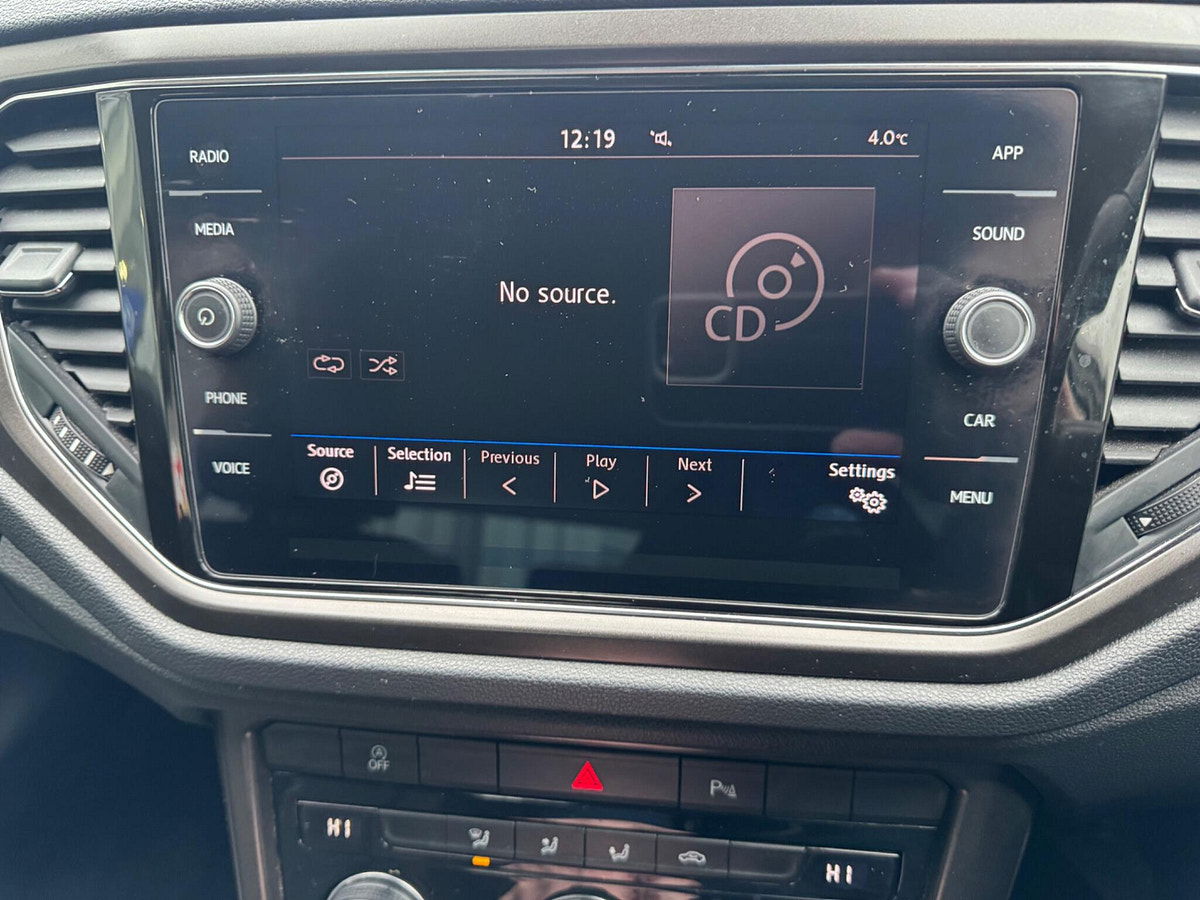 12:19
4.0°C
RADIO
APP
MEDIA
SOUND
No source.
CD
PHONE
CAR
VOICE
MENU
Source
Selection
Previous
Play
Next
Settings
A
OFF
P
HI
HI